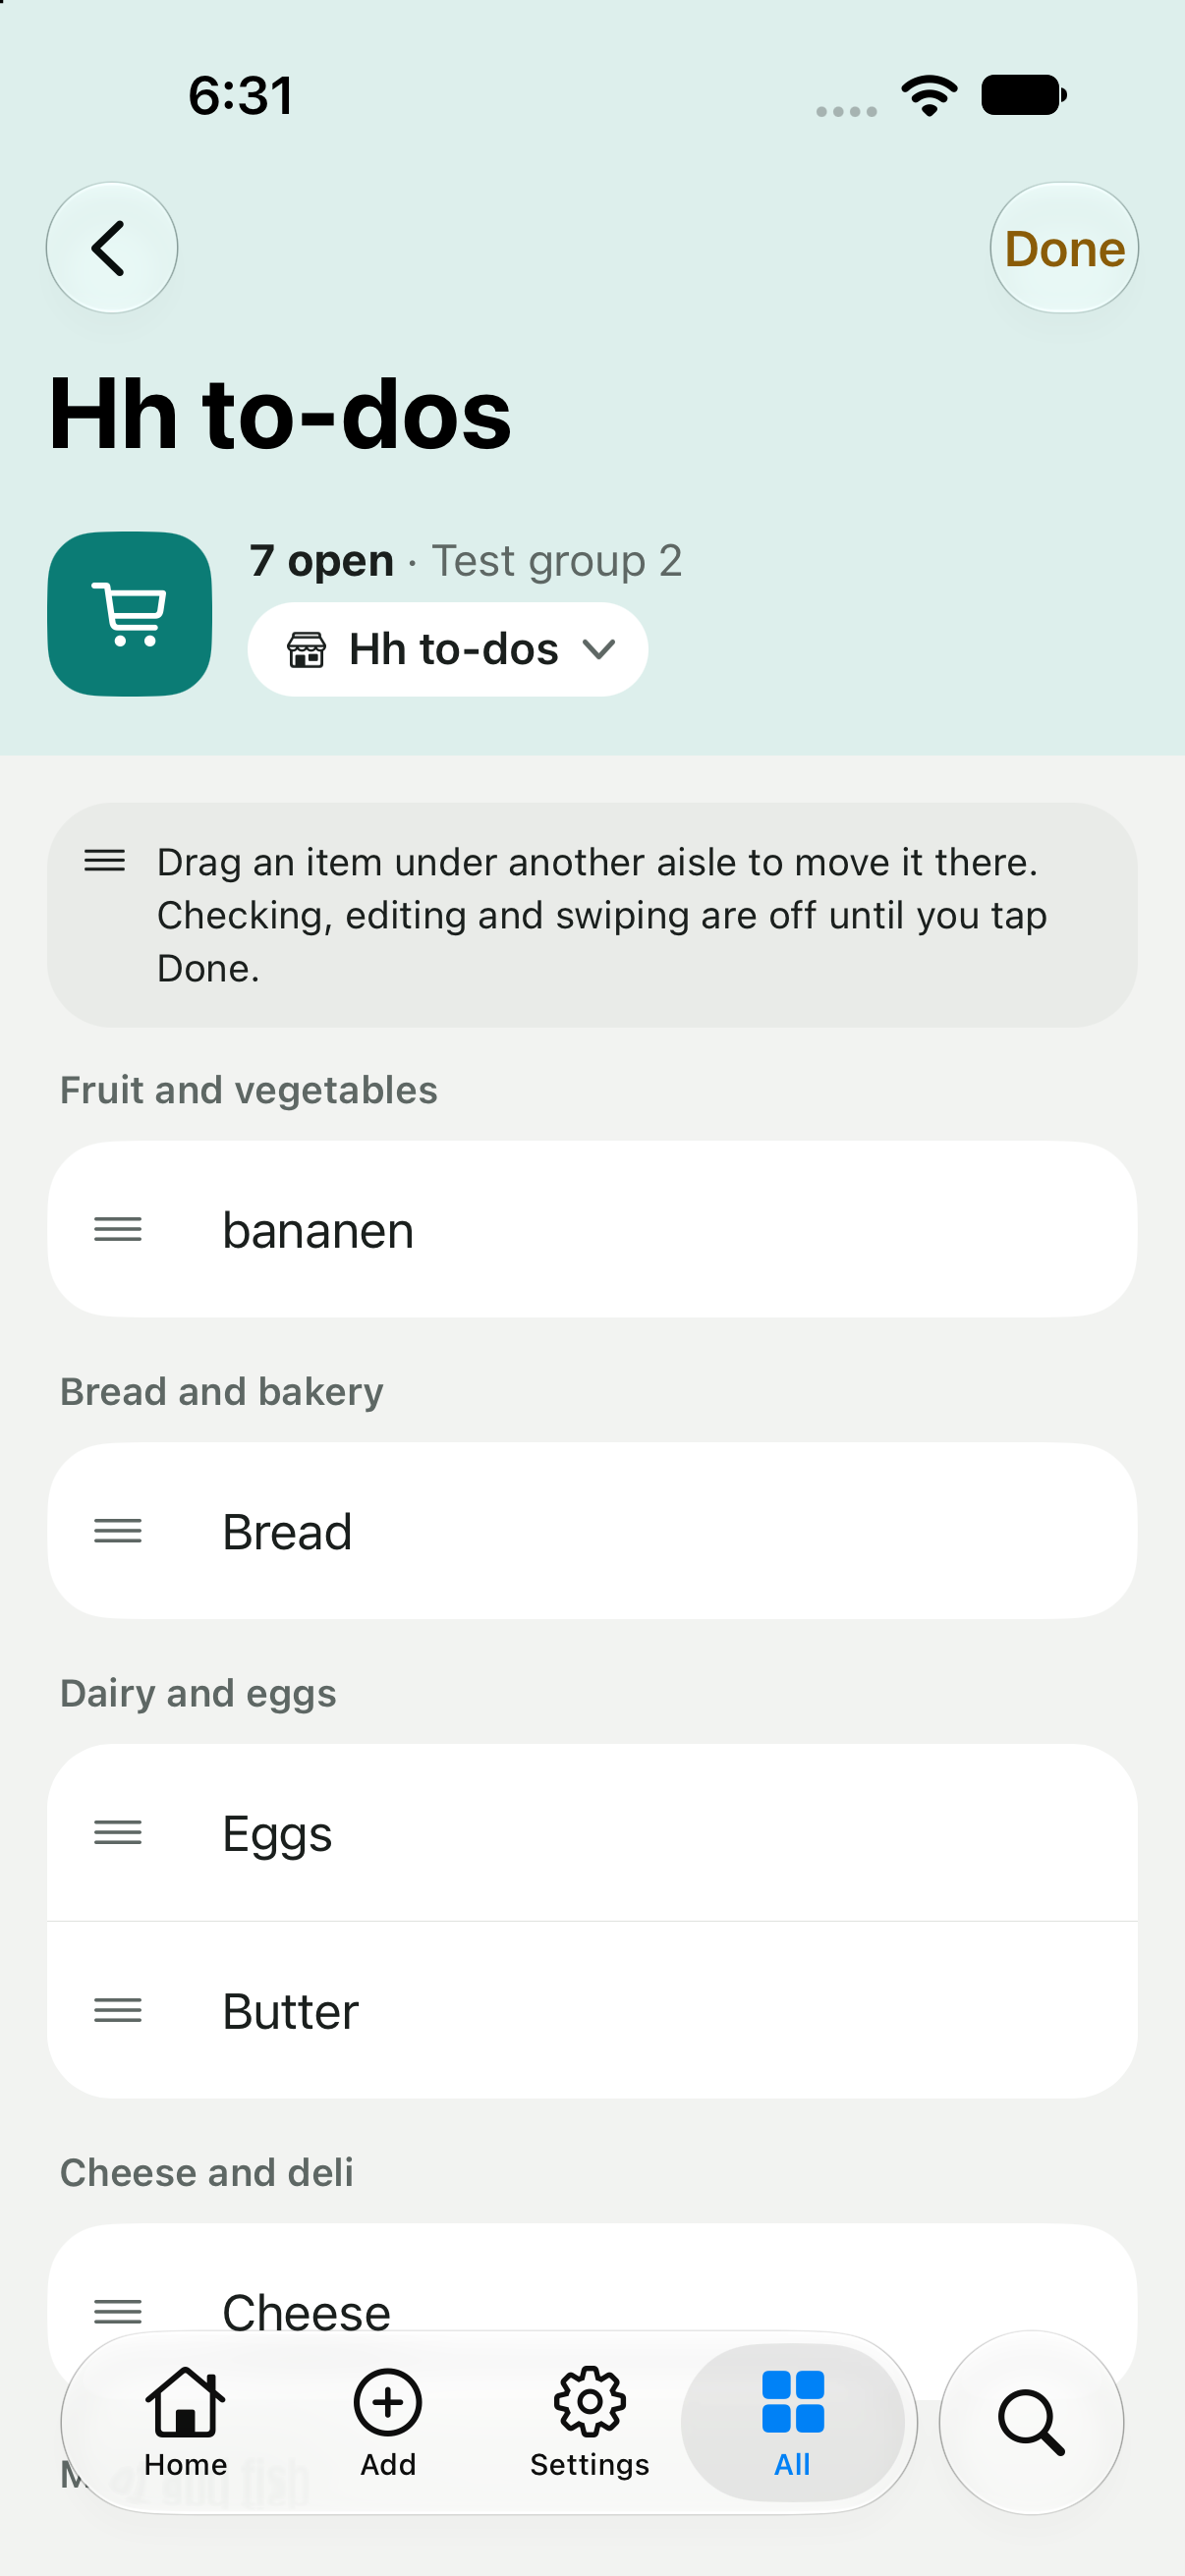 6:31
Done
Hh to-dos
7 open · Test group 2
Hh to-dos
Drag an item under another aisle to move it there.
Checking, editing and swiping are off until you tap
Done.
Fruit and vegetables
bananen
Bread and bakery
Bread
Dairy and eggs
Eggs
Butter
Cheese and deli
Cheese
Home
Add
Settings
All